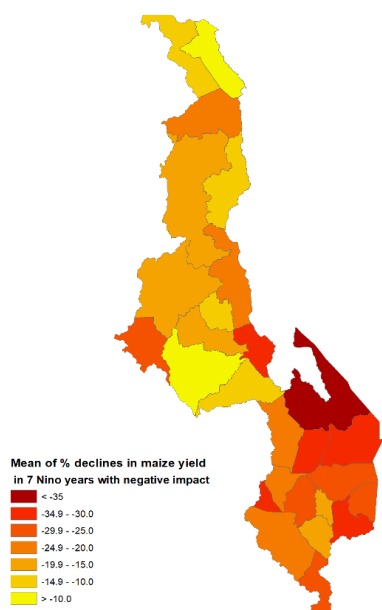 Mean of % declines in maize yield
in 7 Nino years with negative impact
< -35
-34.9 - -30.0
-29.9 - -25.0
-24.9 - -20.0
-19.9 - -15.0
-14.9 - -10.0
> -10.0